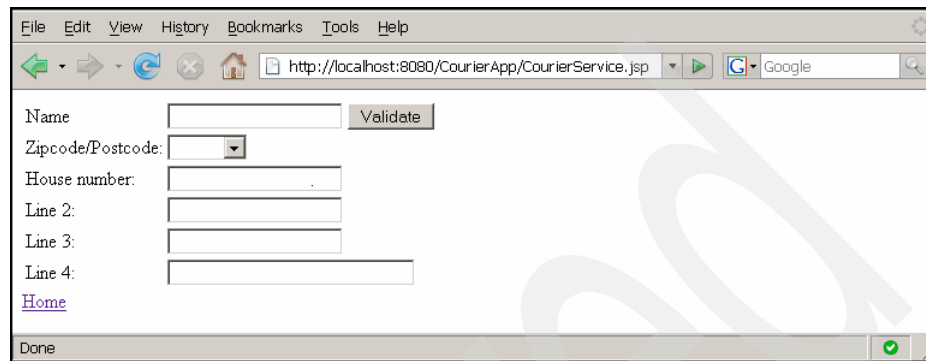 File Edit View History Bookmarks Tools Help
http://localhost:8080/CourierApp/CourierService.jsp G Google
Name Validate
Zipcode/Postcode:
House number:
Line 2:
Line 3:
Line 4:
Home
Done